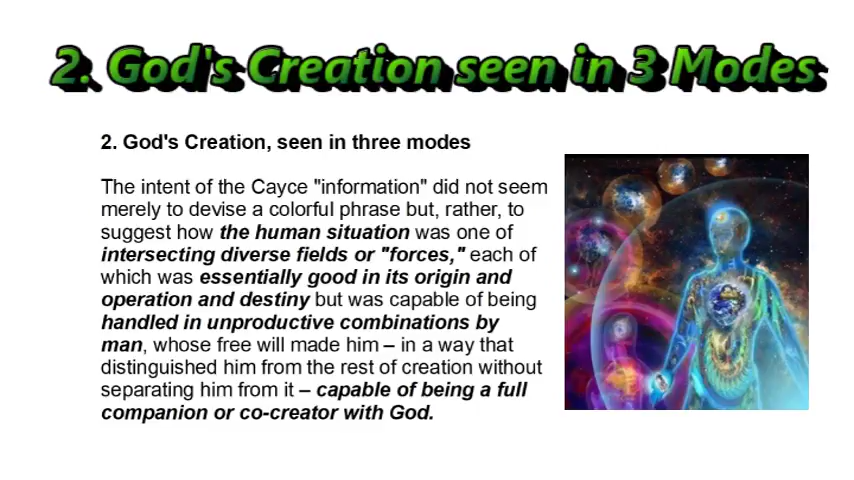 2. God's Creation seen in 3 Modes
2. God's Creation, seen in three modes
The intent of the Cayce "information" did not seem
merely to devise a colorful phrase but, rather, to
suggest how the human situation was one of
intersecting diverse fields or "forces," each of
which was essentially good in its origin and
operation and destiny but was capable of being
handled in unproductive combinations by
man, whose free will made him – in a way that
distinguished him from the rest of creation without
separating him from it – capable of being a full
companion or co-creator with God.